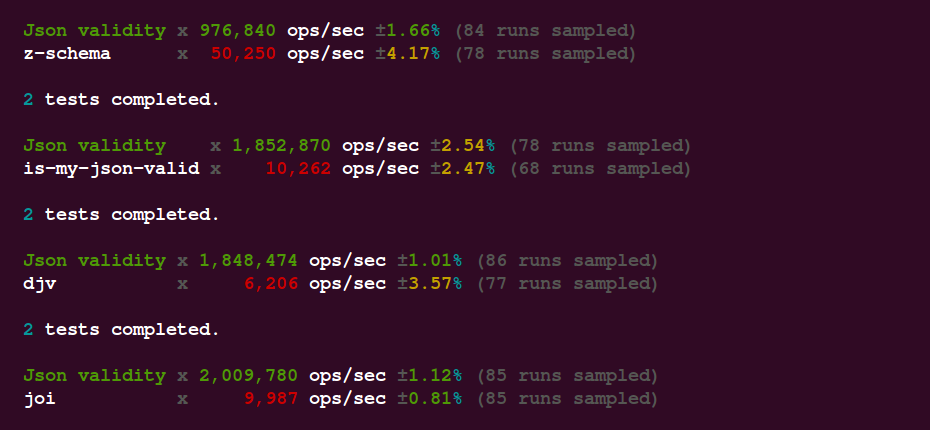 Json validity x 976,840 ops/sec ±1.66% (84 runs sampled)
z-schema x 50,250 ops/sec ±4.17% (78 runs sampled)
2 tests completed.
Json validity x 1,852,870 ops/sec ±2.54% (78 runs sampled)
is-my-json-valid x 10,262 ops/sec ±2.47% (68 runs sampled)
2 tests completed.
Json validity x 1,848,474 ops/sec ±1.01% (86 runs sampled)
djv x 6,206 ops/sec ±3.57% (77 runs sampled)
2 tests completed.
Json validity x 2,009,780 ops/sec ±1.12% (85 runs sampled)
joi x 9,987 ops/sec ±0.81% (85 runs sampled)